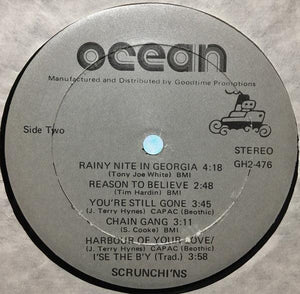 ocean
Manufactured and Distributed by Goodtime Promotions
Side Two
STEREO
GH2-476
RAINY NITE IN GEORGIA 4:18
(Tony Joe White) BMI
REASON TO BELIEVE 2:48
(Tim Hardin) BMI
YOU'RE STILL GONE 3:45
(J. Terry Hynes) CAPAC (Beothic)
CHAIN GANG 3:11
(S. Cooke) BMI
HARBOUR OF YOUR LOVE/
(J. Terry Hynes) CAPAC (Beothic)
I'SE THE B'Y (Trad.) 3:58
SCRUNCHI'NS